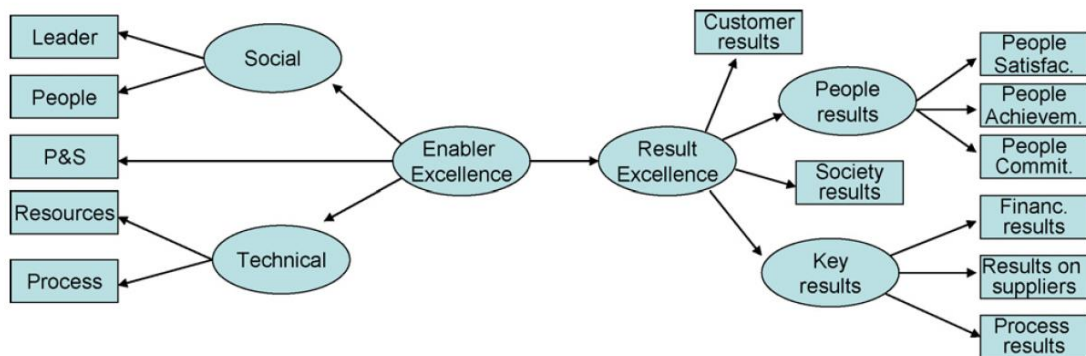 Leader
Social
People
P&S
Resources
Technical
Process
Enabler
Excellence
Result
Excellence
Customer
results
People
results
Society
results
Key
results
People
Satisfac.
People
Achievem.
People
Commit.
Financ.
results
Results on
suppliers
Process
results